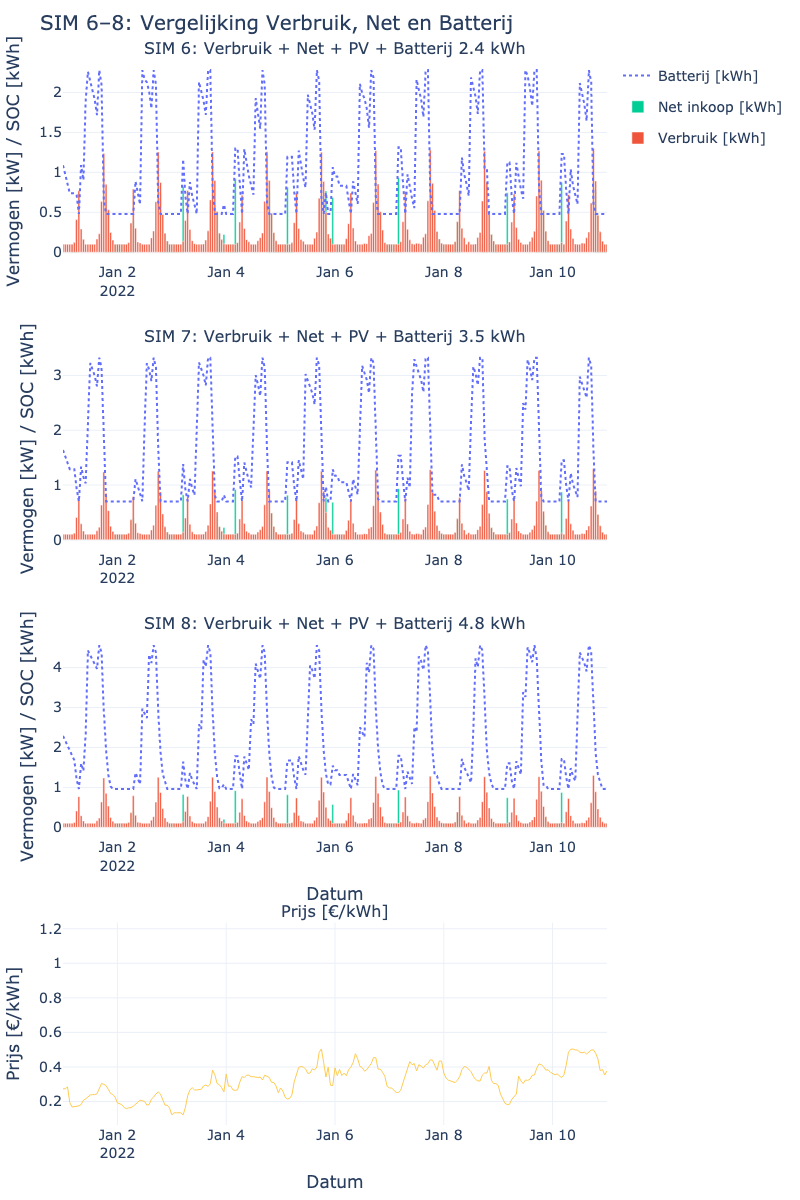 SIM 6–8: Vergelijking Verbruik, Net en Batterij
SIM 6: Verbruik + Net + PV + Batterij 2.4 kWh
Vermogen [kW] / SOC [kWh]
2
1.5
1
0.5
0
Jan 2
2022
Jan 4
Jan 6
Jan 8
Jan 10
Batterij [kWh]
Net inkoop [kWh]
Verbruik [kWh]
SIM 7: Verbruik + Net + PV + Batterij 3.5 kWh
Vermogen [kW] / SOC [kWh]
3
2
1
0
Jan 2
2022
Jan 4
Jan 6
Jan 8
Jan 10
SIM 8: Verbruik + Net + PV + Batterij 4.8 kWh
Vermogen [kW] / SOC [kWh]
4
3
2
1
0
Jan 2
2022
Jan 4
Jan 6
Jan 8
Jan 10
Datum
Prijs [€/kWh]
Prijs [€/kWh]
1.2
1
0.8
0.6
0.4
0.2
Jan 2
2022
Jan 4
Jan 6
Jan 8
Jan 10
Datum